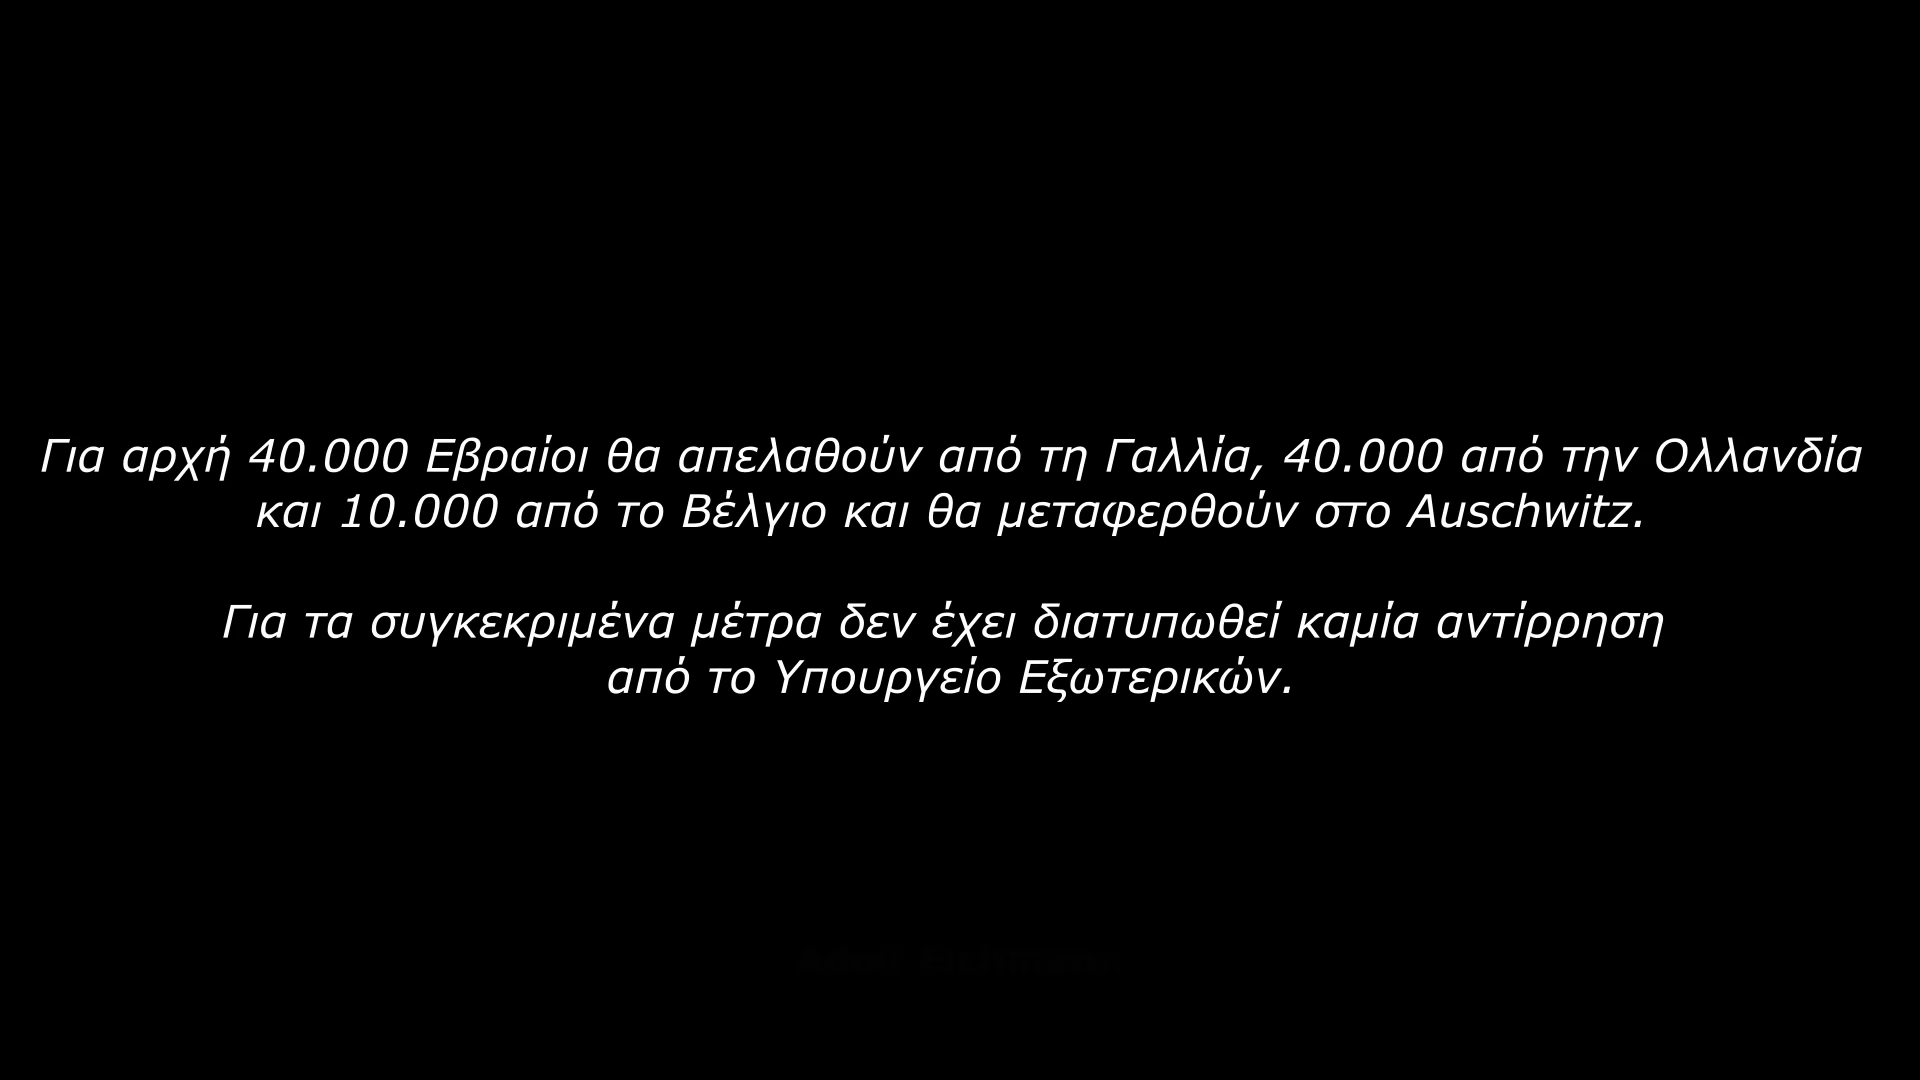 Για αρχή 40.000 Εβραίοι θα απελαθούν από τη Γαλλία, 40.000 από την Ολλανδία
και 10.000 από το Βέλγιο και θα μεταφερθούν στο Auschwitz.
Για τα συγκεκριμένα μέτρα δεν έχει διατυπωθεί καμία αντίρρηση
από το Υπουργείο Εξωτερικών.